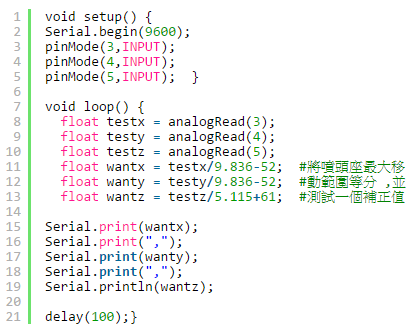 1 void setup() {
2 Serial.begin(9600);
3 pinMode(3,INPUT);
4 pinMode(4,INPUT);
5 pinMode(5,INPUT);  }
6
7 void loop() {
8   float testx = analogRead(3);
9   float testy = analogRead(4);
10   float testz = analogRead(5);
11   float wantx = testx/9.836-52;  #將噴頭座最大移
12   float wanty = testy/9.836-52;  #動範圍等分 ,並
13   float wantz = testz/5.115+61;  #測試一個補正值
14
15 Serial.print(wantx);
16 Serial.print(",");
17 Serial.print(wanty);
18 Serial.print(",");
19 Serial.println(wantz);
20
21 delay(100);}